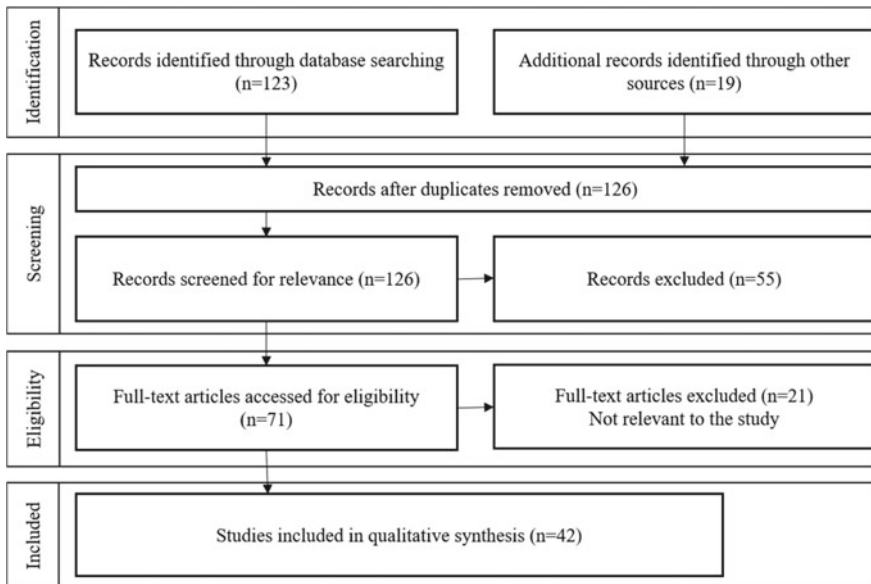 Identification
Records identified through database searching
(n=123)
Additional records identified through other
sources (n=19)
Screening
Records after duplicates removed (n=126)
Records screened for relevance (n=126)
Records excluded (n=55)
Eligibility
Full-text articles accessed for eligibility
(n=71)
Full-text articles excluded (n=21)
Not relevant to the study
Included
Studies included in qualitative synthesis (n=42)